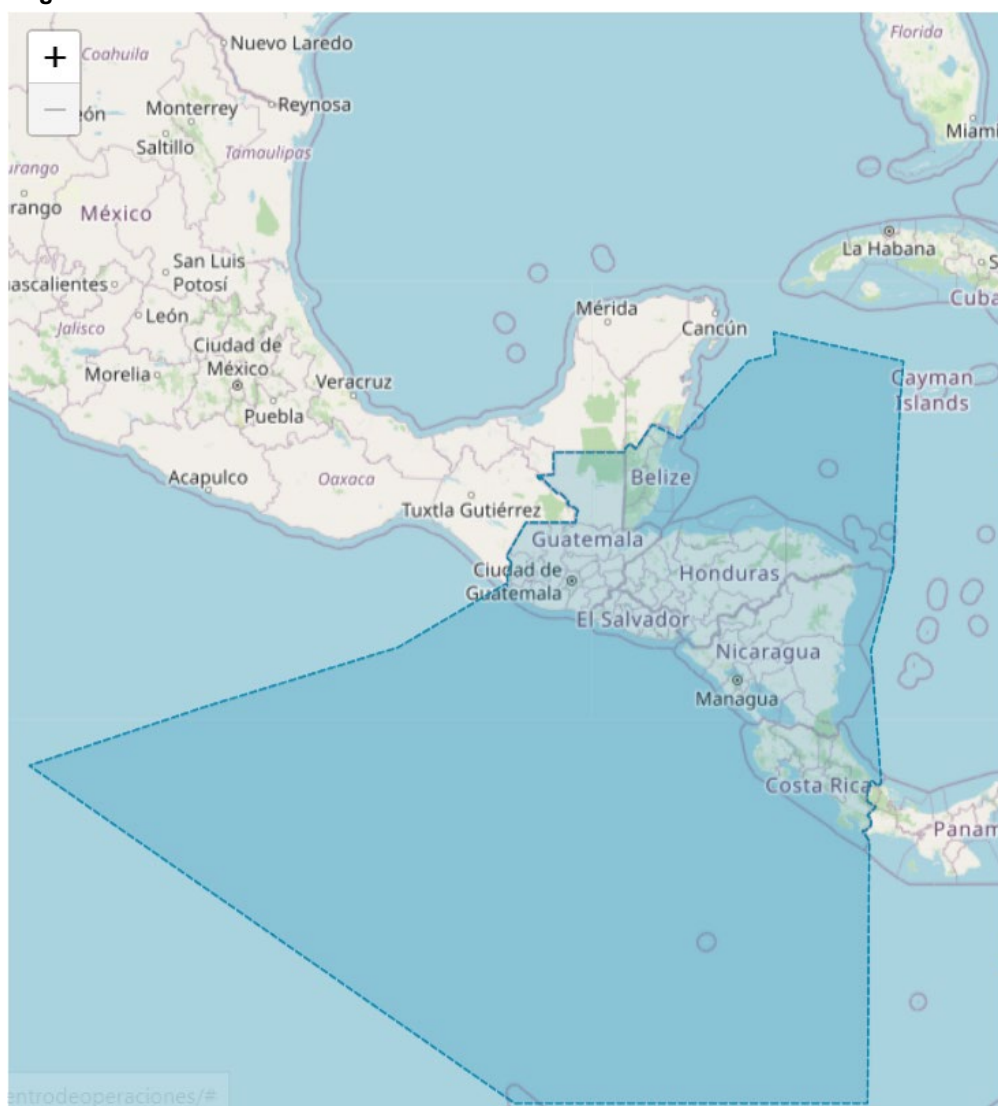 +
−
Nuevo Laredo
Coahuila
Florida
Monterrey
Reynosa
Saltillo
Tamaulipas
Miami
México
La Habana
San Luis
Potosí
Mérida
Cancún
León
Jalisco
Ciudad de
México
Morelia
Veracruz
Puebla
Cayman
Islands
Acapulco
Oaxaca
Belize
Tuxtla Gutiérrez
Guatemala
Ciudad de
Guatemala
Honduras
El Salvador
Nicaragua
Managua
Costa Rica
Panam
entrodeoperaciones/#